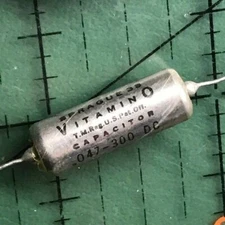 SPRAGUE
VITAMIN Q
T.M.REG U.S.Pat.Off.
CAPACITOR
.047-300 DC